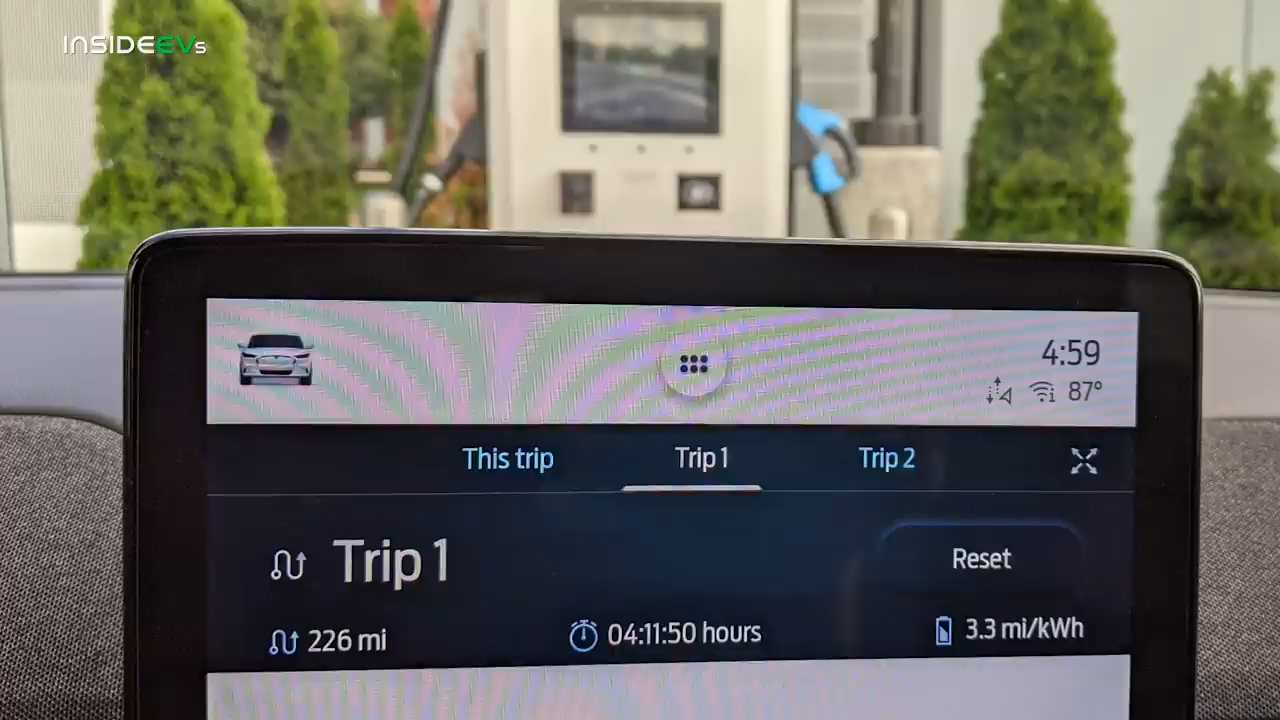 INSIDEEVs
4:59
87°
This trip Trip 1 Trip 2
Trip 1 Reset
226 mi 04:11:50 hours 3.3 mi/kWh